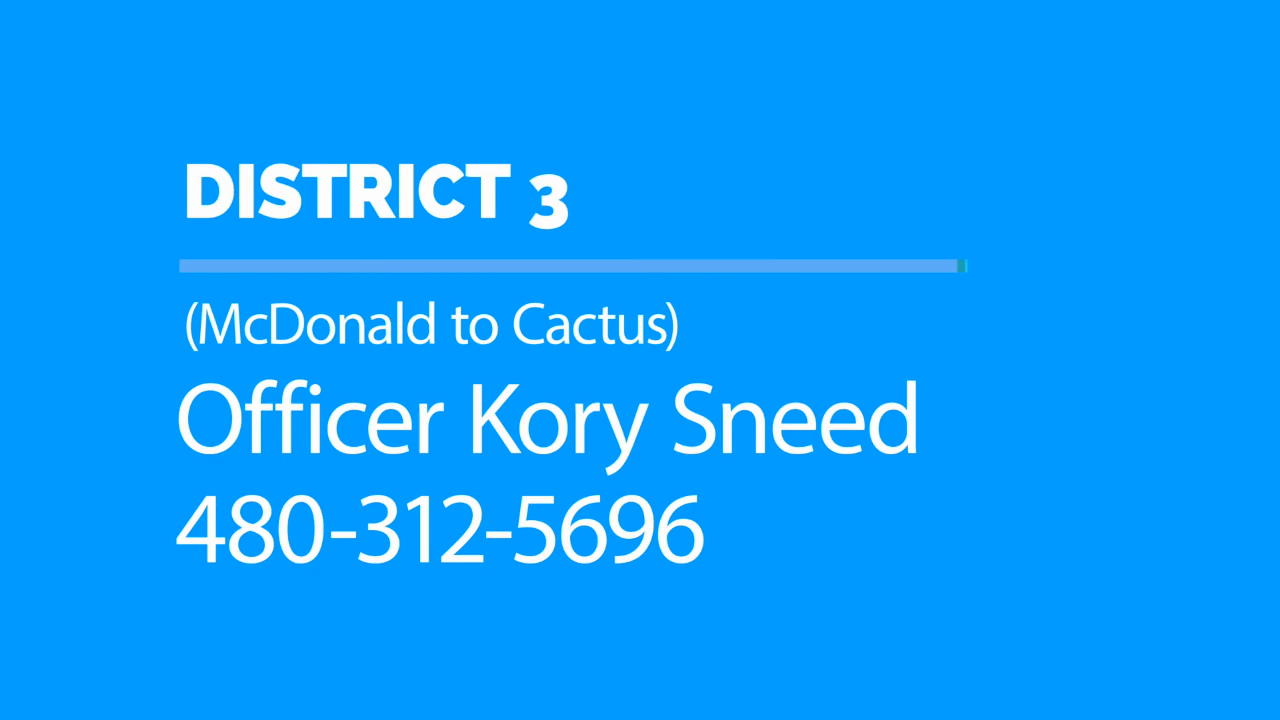 DISTRICT 3
(McDonald to Cactus)
Officer Kory Sneed
480-312-5696